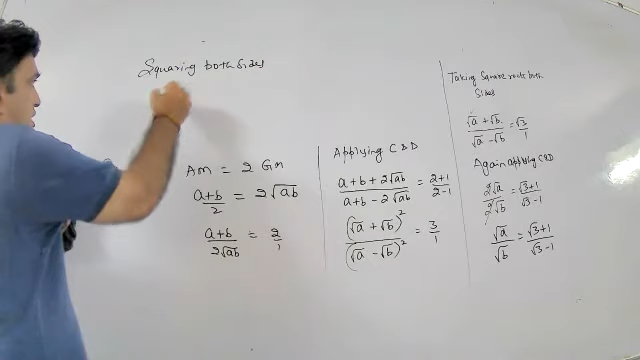 Squaring both Sides
Am = 2 Gm
a+b/2 = 2√ab
a+b/2√ab = 2/1
Applying C&D
a+b+2√ab/a+b-2√ab = 2+1/2-1
(√a+√b)²/(√a-√b)² = 3/1
Taking Square root both
Sides
√a+√b/√a-√b = √3/1
Again applying C&D
2√a/2√b = √3+1/√3-1
√a/√b = √3+1/√3-1